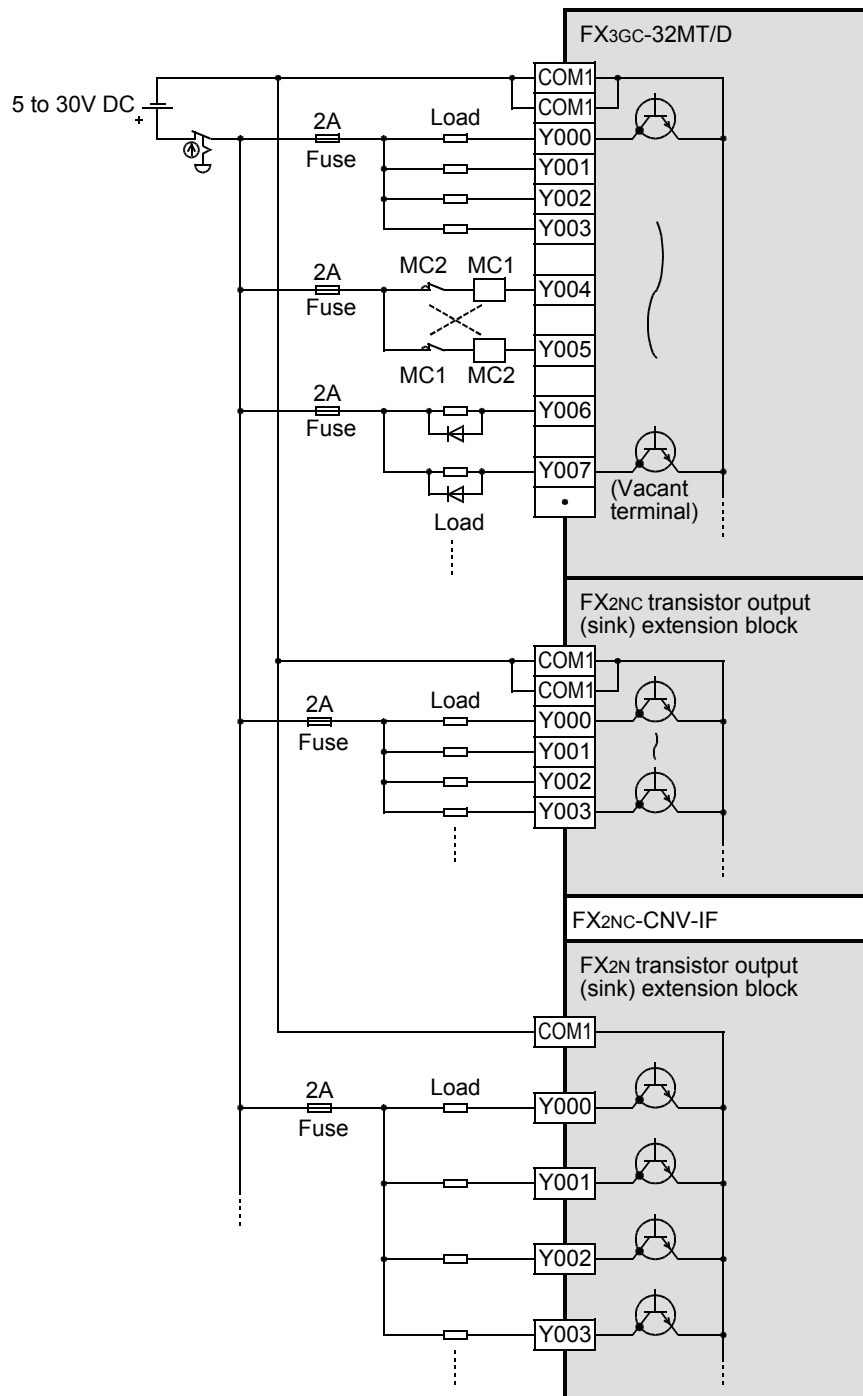 FX3GC-32MT/D
COM1
5 to 30V DC
+
COM1
2A
Load
Y000
Fuse
Y001
Y002
Y003
2A
MC2
MC1
Y004
Fuse
Y005
MC1
MC2
2A
Y006
Fuse
Y007
(Vacant
terminal)
•
Load
FX2NC transistor output
(sink) extension block
COM1
COM1
2A
Load
Y000
Fuse
Y001
Y002
Y003
FX2NC-CNV-IF
FX2N transistor output
(sink) extension block
COM1
2A
Load
Y000
Fuse
Y001
Y002
Y003